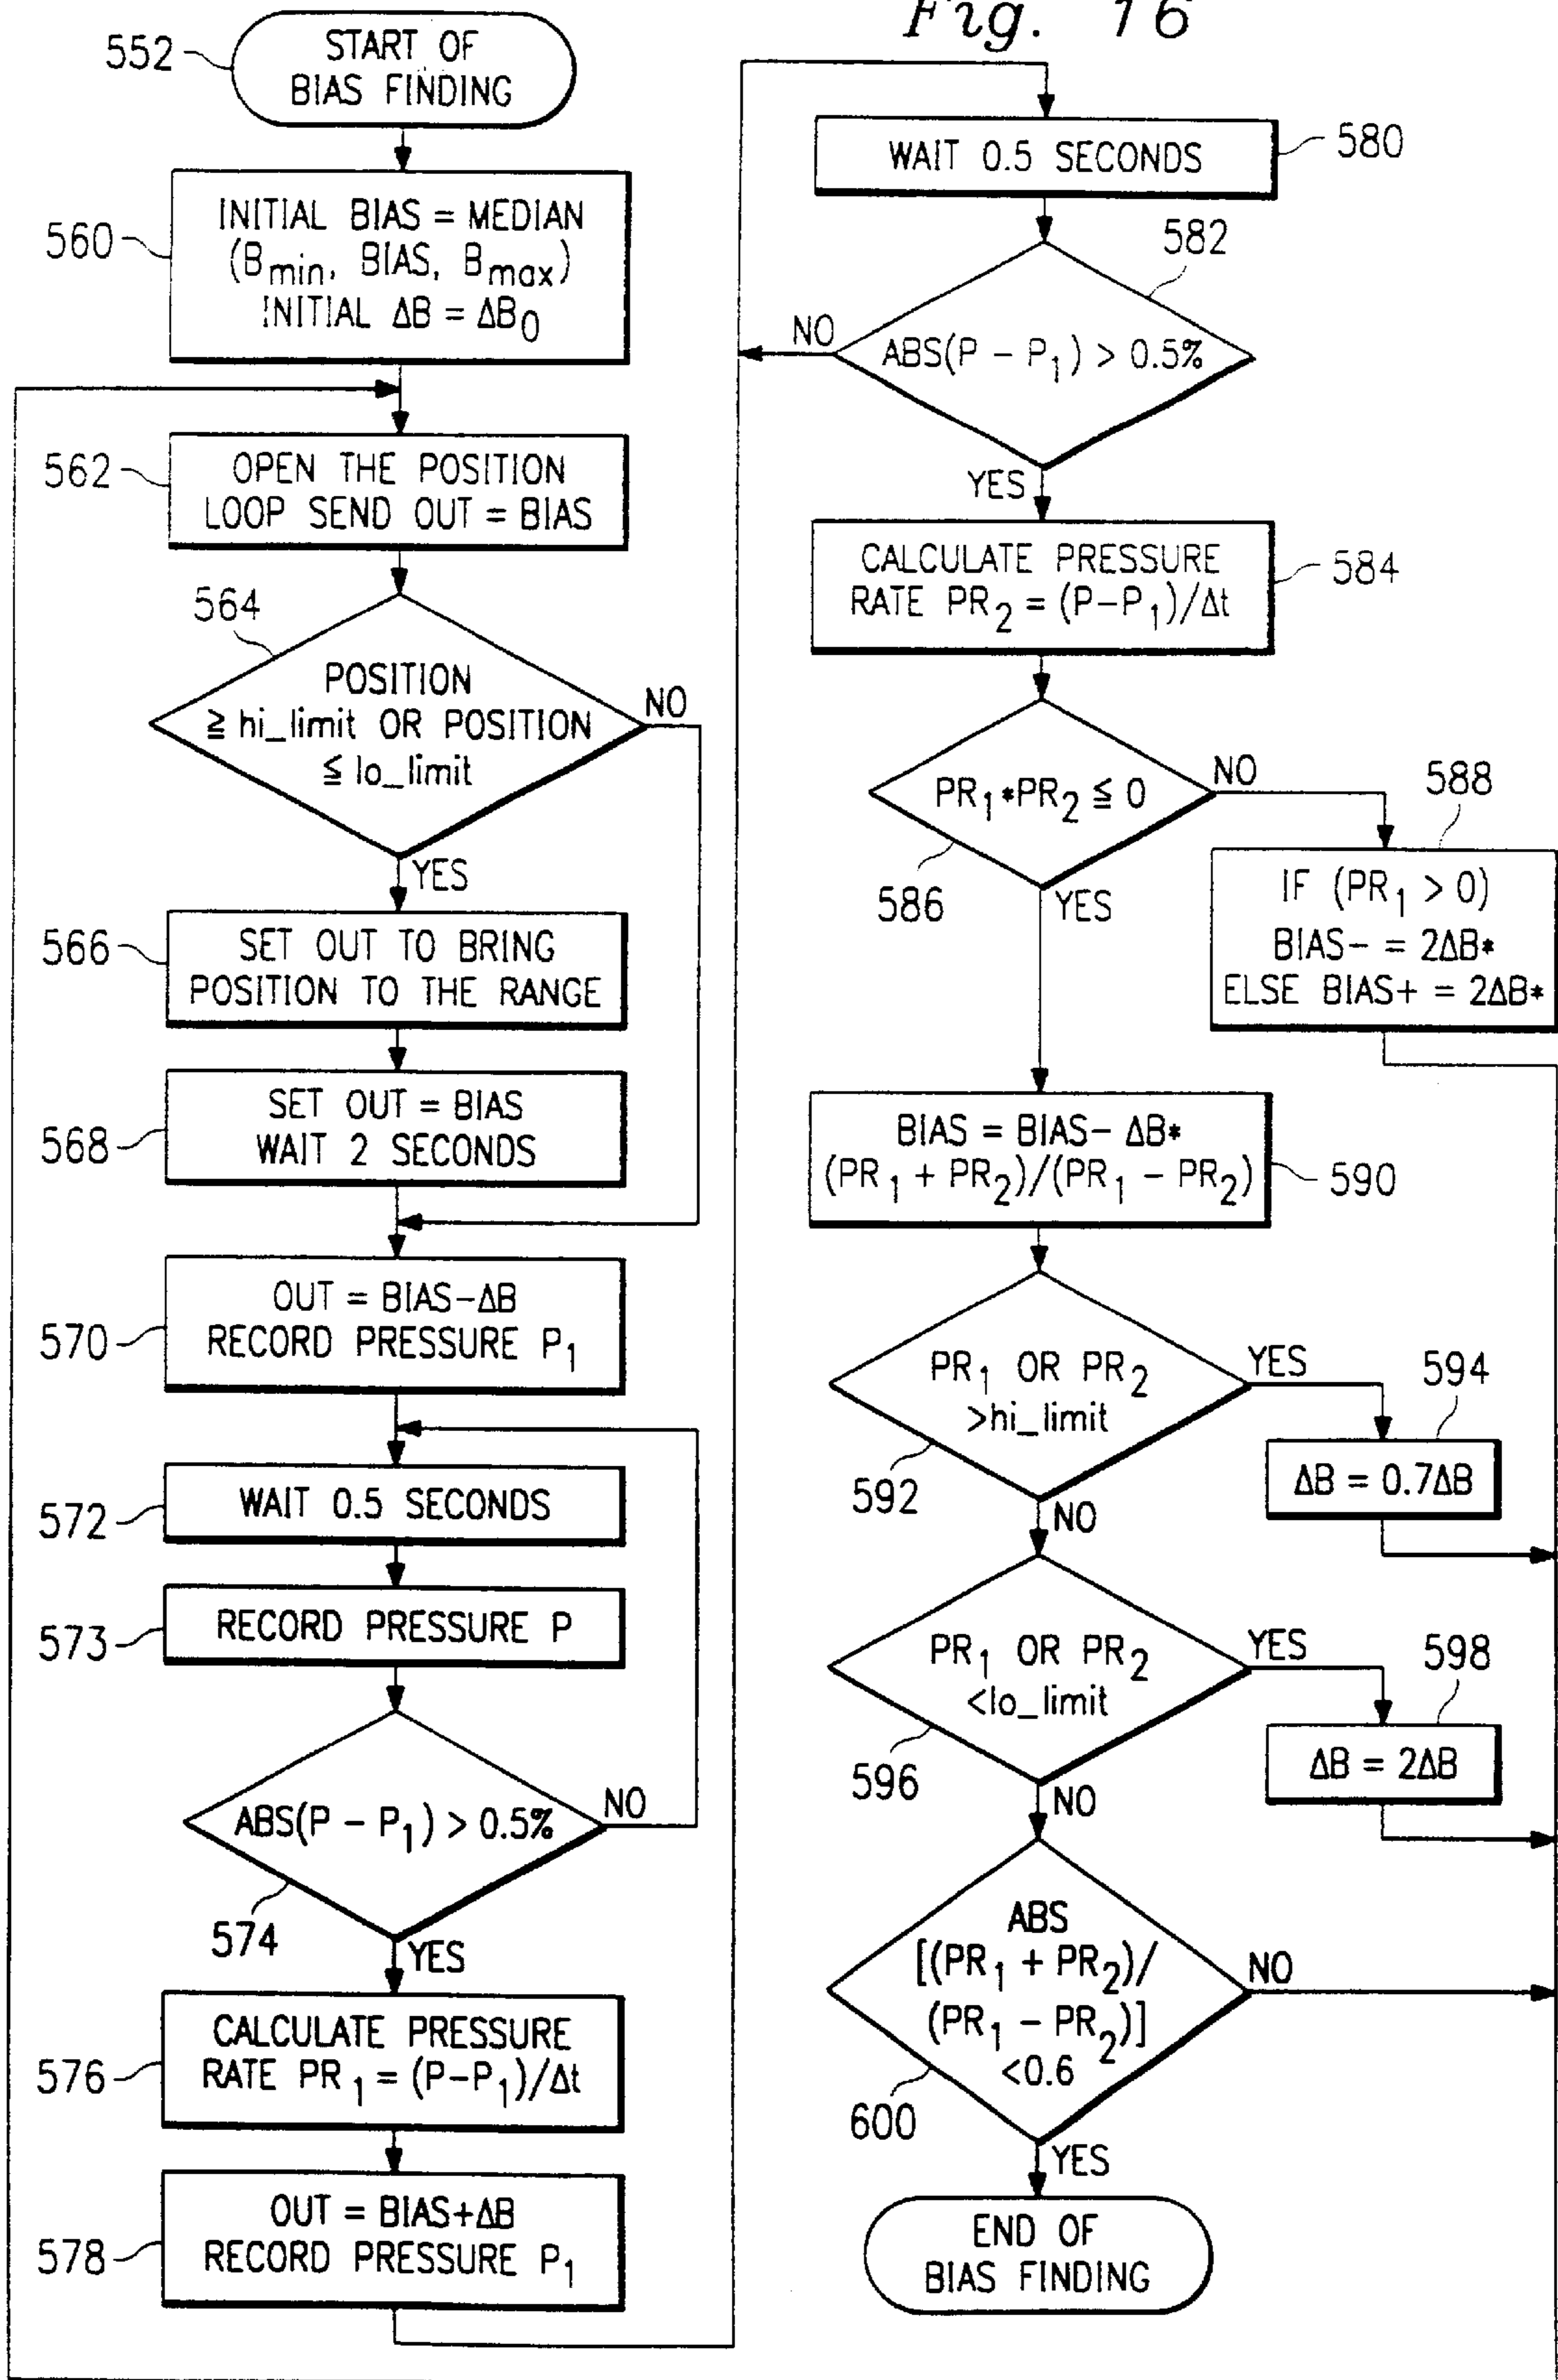 Fig. 16
552
START OF
BIAS FINDING
560
INITIAL BIAS = MEDIAN
(Bmin, BIAS, Bmax)
INITIAL ΔB = ΔB0
562
OPEN THE POSITION
LOOP SEND OUT = BIAS
564
POSITION
≧ hi_limit OR POSITION
≦ lo_limit
NO
YES
566
SET OUT TO BRING
POSITION TO THE RANGE
568
SET OUT = BIAS
WAIT 2 SECONDS
570
OUT = BIAS-ΔB
RECORD PRESSURE P1
572
WAIT 0.5 SECONDS
573
RECORD PRESSURE P
ABS(P - P1) > 0.5%
NO
574
YES
576
CALCULATE PRESSURE
RATE PR1 = (P-P1)/Δt
578
OUT = BIAS+ΔB
RECORD PRESSURE P1
WAIT 0.5 SECONDS
580
582
NO
ABS(P - P1) > 0.5%
YES
CALCULATE PRESSURE
RATE PR2 = (P-P1)/Δt
584
PR1*PR2 ≦ 0
NO
586
YES
588
IF (PR1 > 0)
BIAS- = 2ΔB*
ELSE BIAS+ = 2ΔB*
BIAS = BIAS- ΔB*
(PR1 + PR2)/(PR1 - PR2)
590
PR1 OR PR2
>hi_limit
YES
592
NO
594
ΔB = 0.7ΔB
PR1 OR PR2
<lo_limit
YES
596
NO
598
ΔB = 2ΔB
ABS
[(PR1 + PR2)/
(PR1 - PR2)]
<0.6
NO
600
YES
END OF
BIAS FINDING